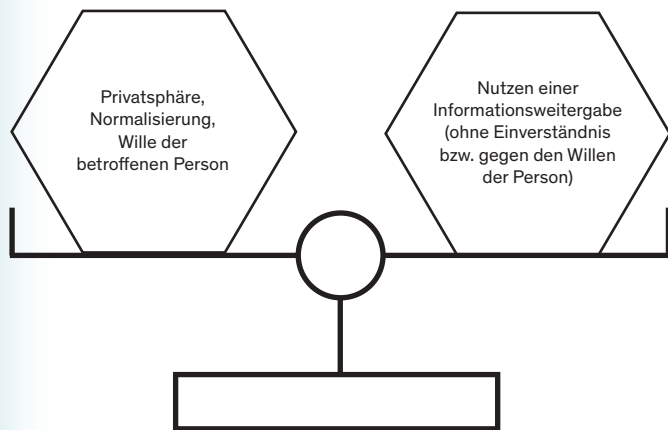 Privatsphäre,
Normalisierung,
Wille der
betroffenen Person
Nutzen einer
Informationsweitergabe
(ohne Einverständnis
bzw. gegen den Willen
der Person)